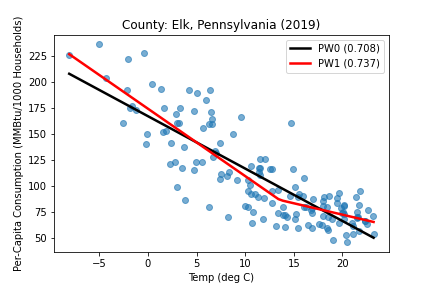 County: Elk, Pennsylvania (2019)
Per-Capita Consumption (MMBtu/1000 Households)
225
200
175
150
125
100
75
50
PW0 (0.708)
PW1 (0.737)
−5 0 5 10 15 20
Temp (deg C)